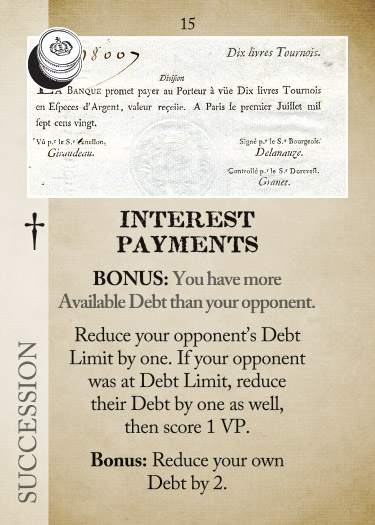 15
18007
Dix livres Tournois.
Division
LA BANQUE promet payer au Porteur à vüe Dix livres Tournois
en Especes d'Argent, valeur reçeüe. A Paris le premier Juillet mil
sept cens vingt.
Vû p.r le S.r Fenellon.
Giraudeau.
Signé p.r le S.r Bourgeois.
Delanauze.
Controllé p.r le S.r Durevest.
Granet.
†
INTEREST
PAYMENTS
BONUS: You have more
Available Debt than your opponent.
Reduce your opponent's Debt
Limit by one. If your opponent
was at Debt Limit, reduce
their Debt by one as well,
then score 1 VP.
Bonus: Reduce your own
Debt by 2.
SUCCESSION